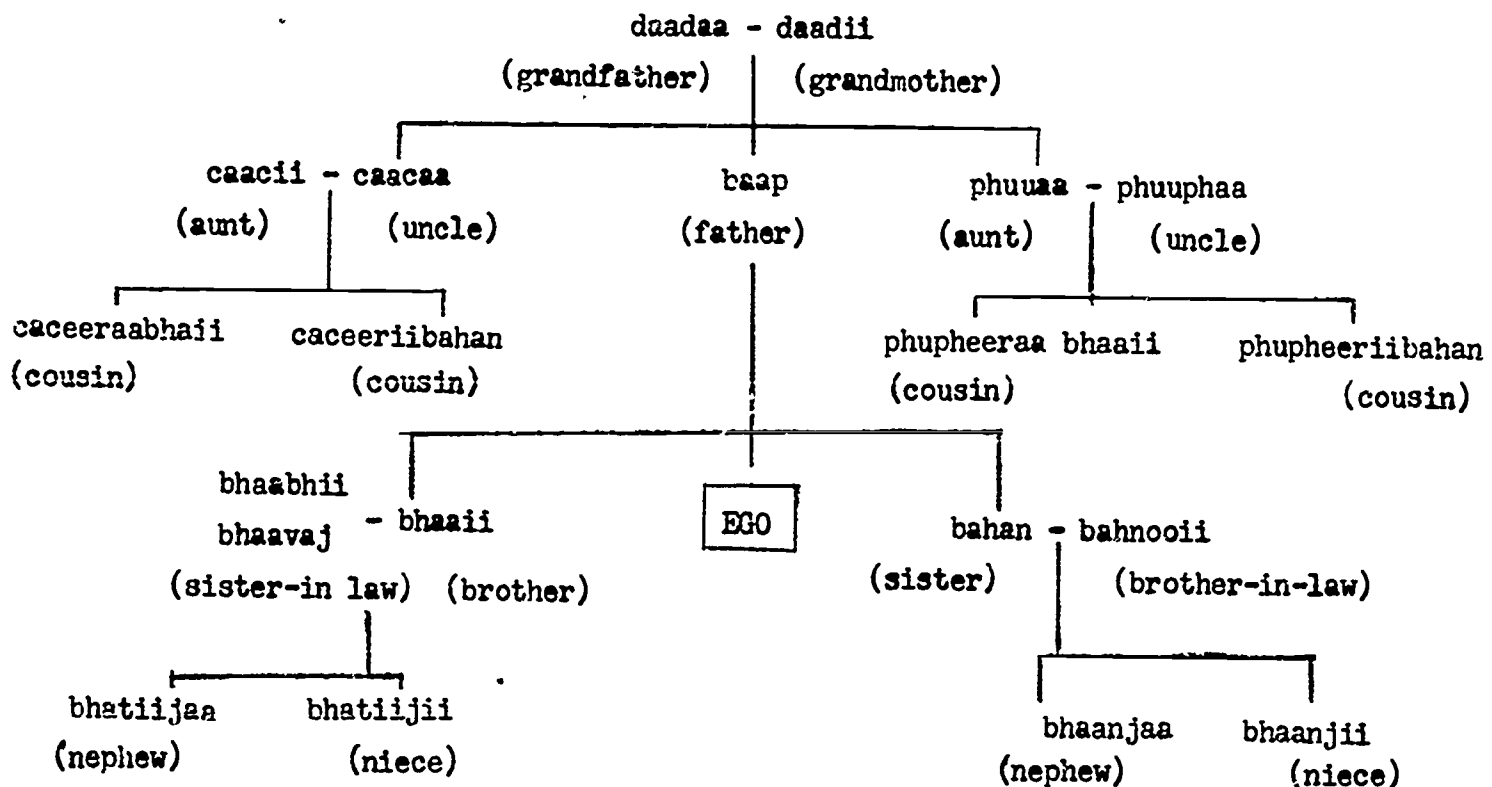 daadaa - daadii
(grandfather) (grandmother)
caacii - caacaa baap phuuaa - phuuphaa
(aunt) (uncle) (father) (aunt) (uncle)
caceeraabhaii caceeriibahan phupheeraa bhaaii phupheeriibahan
(cousin) (cousin) (cousin) (cousin)
bhaabhii
bhaavaj - bhaaii EGO bahan - bahnooii
(sister-in law) (brother) (sister) (brother-in-law)
bhatiijaa bhatiijii bhaanjaa bhaanjii
(nephew) (niece) (nephew) (niece)